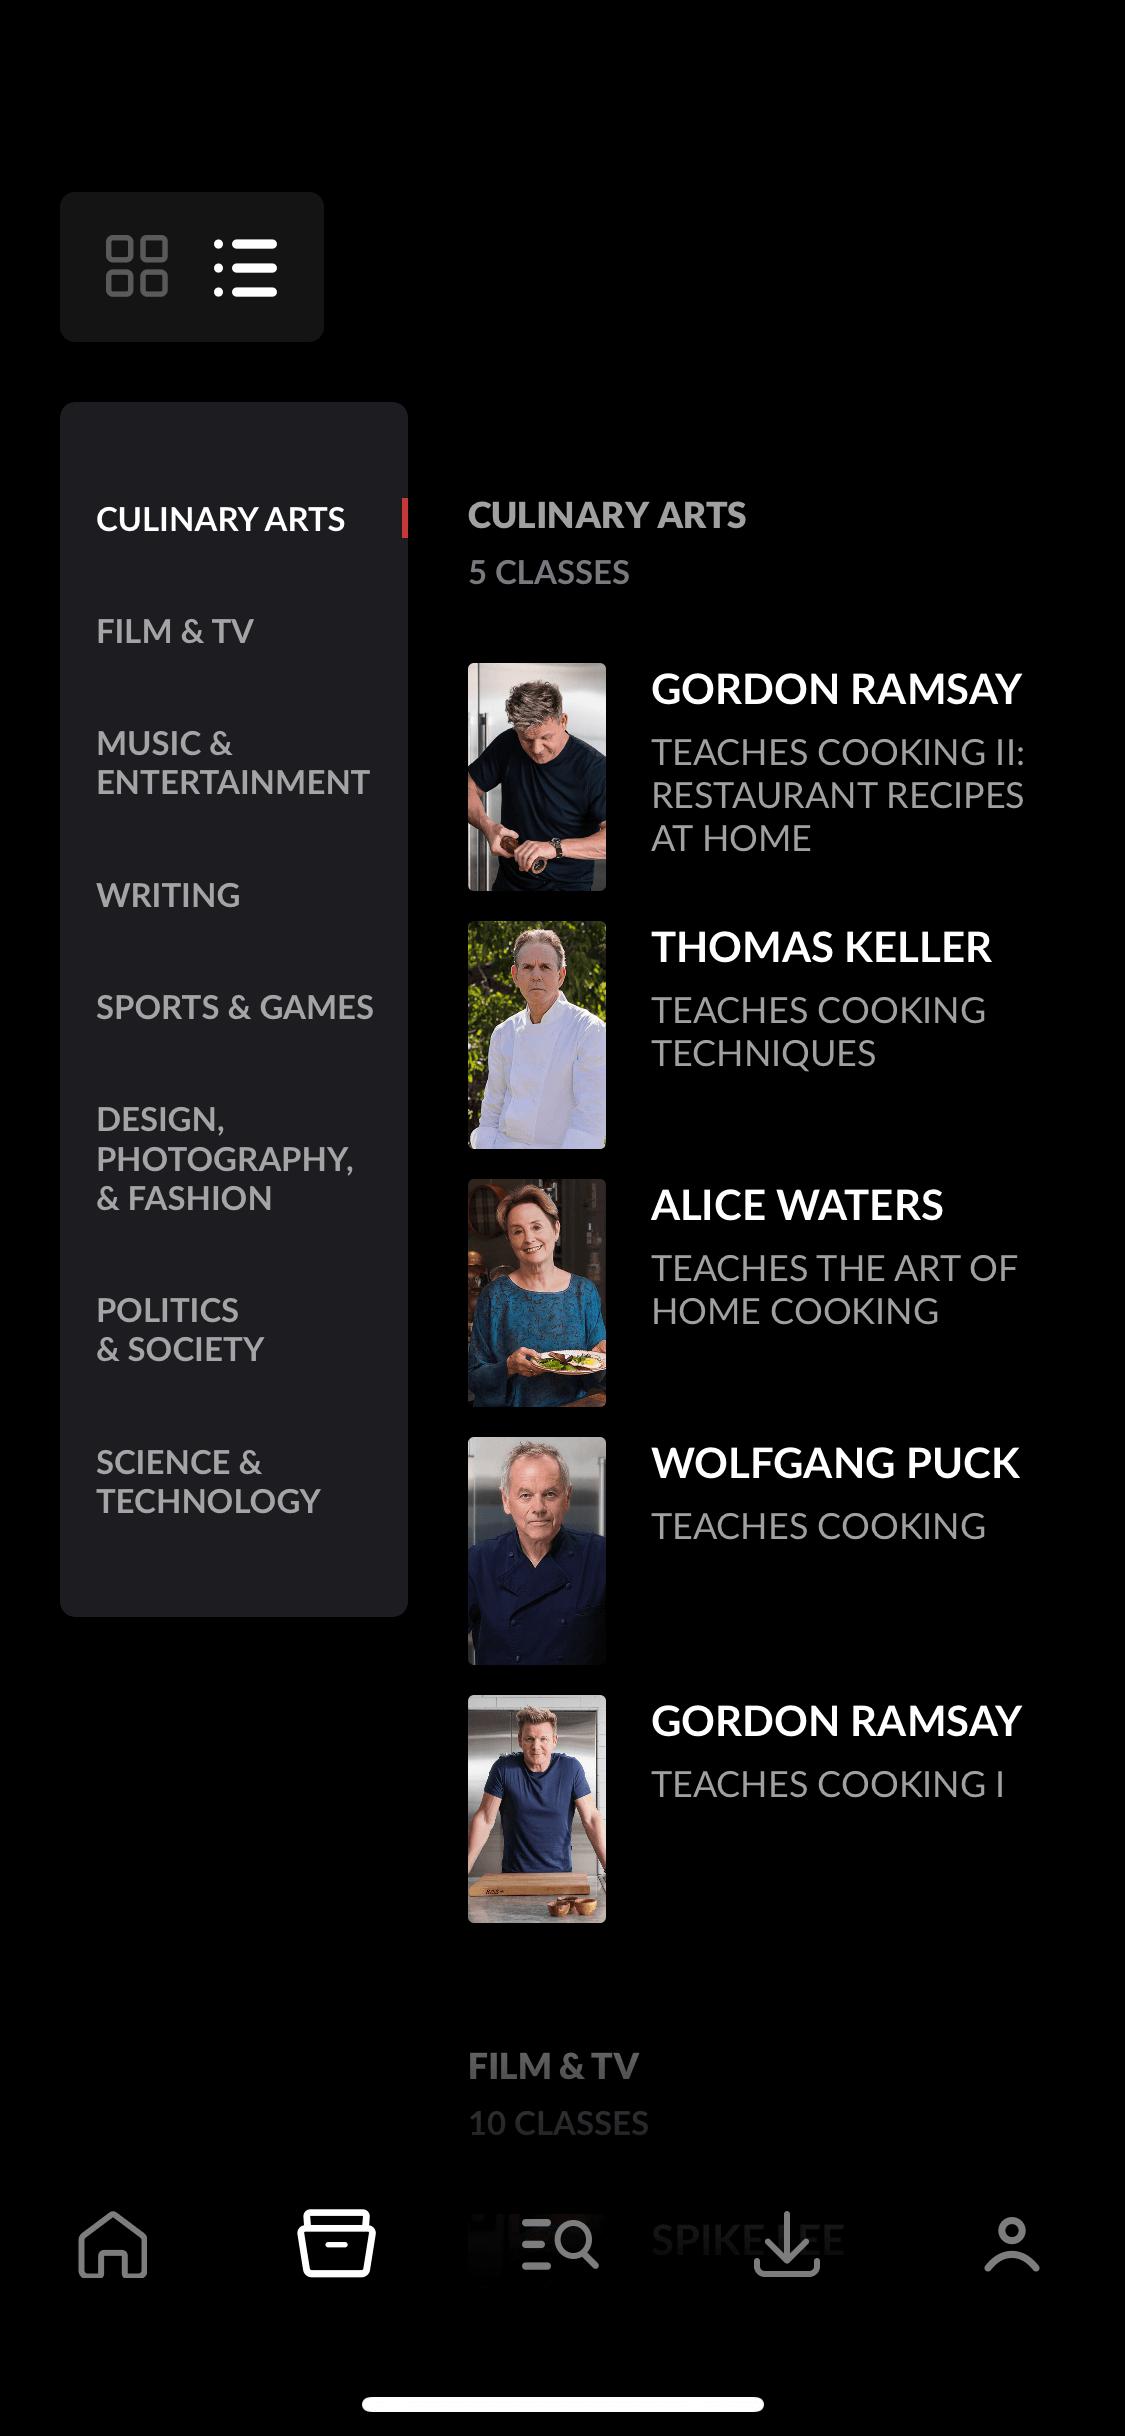 CULINARY ARTS
FILM & TV
MUSIC &
ENTERTAINMENT
WRITING
SPORTS & GAMES
DESIGN,
PHOTOGRAPHY,
& FASHION
POLITICS
& SOCIETY
SCIENCE &
TECHNOLOGY
CULINARY ARTS
5 CLASSES
GORDON RAMSAY
TEACHES COOKING II:
RESTAURANT RECIPES
AT HOME
THOMAS KELLER
TEACHES COOKING
TECHNIQUES
ALICE WATERS
TEACHES THE ART OF
HOME COOKING
WOLFGANG PUCK
TEACHES COOKING
GORDON RAMSAY
TEACHES COOKING I
FILM & TV
10 CLASSES
SPIKE LEE